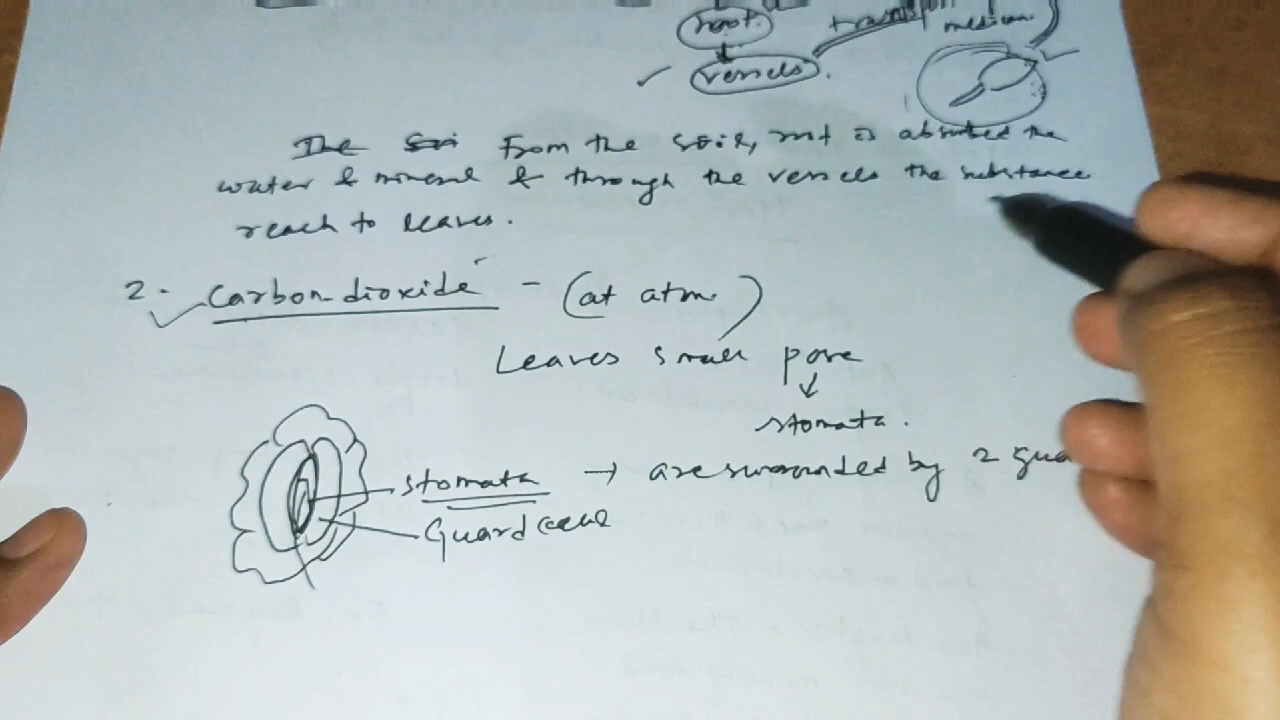 root.
vessels.
The Soi From the soil, root is absorbed the
water & mineral & through the vessels the substance
reach to leaves.
2. Carbon dioxide - (at atm.)
Leaves small pore
stomata.
stomata → are surrounded by 2 gua
Guard cell